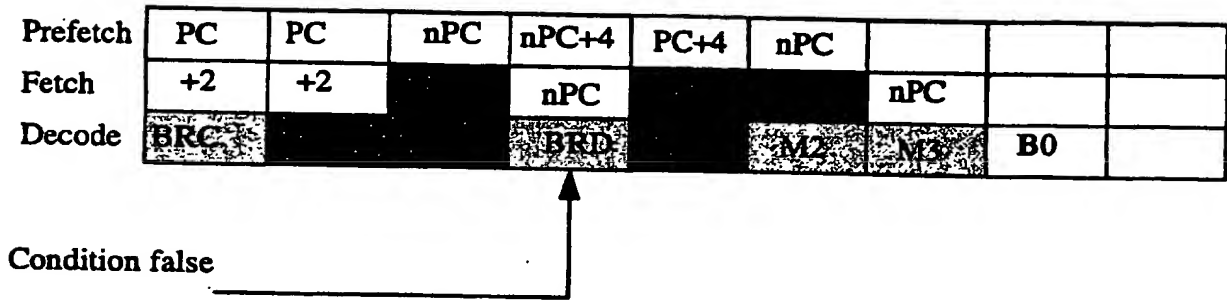 Prefetch PC PC nPC nPC+4 PC+4 nPC
Fetch +2 +2 nPC nPC
Decode BRC BRD M2 M3 B0
Condition false